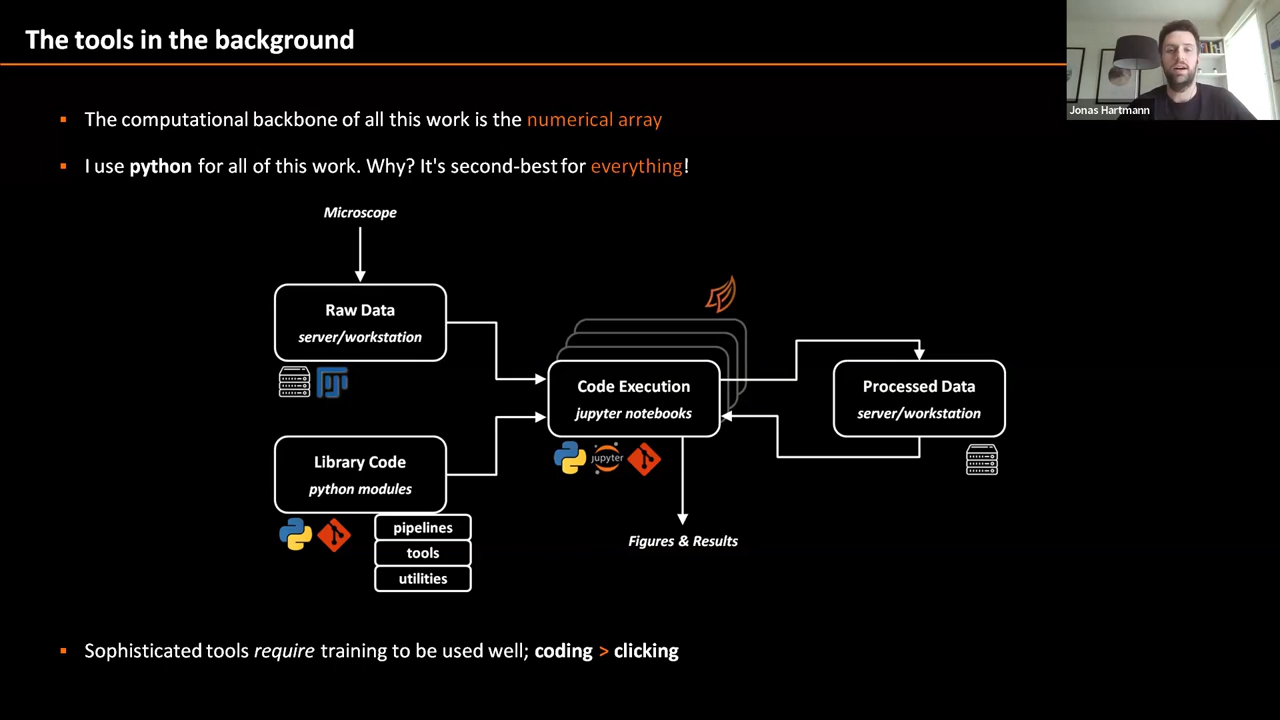 The tools in the background
Jonas Hartmann
▪ The computational backbone of all this work is the numerical array
▪ I use python for all of this work. Why? It's second-best for everything!
Microscope
Raw Data
server/workstation
Code Execution
jupyter notebooks
Processed Data
server/workstation
Library Code
python modules
jupyter
pipelines
tools
utilities
Figures & Results
▪ Sophisticated tools require training to be used well; coding > clicking